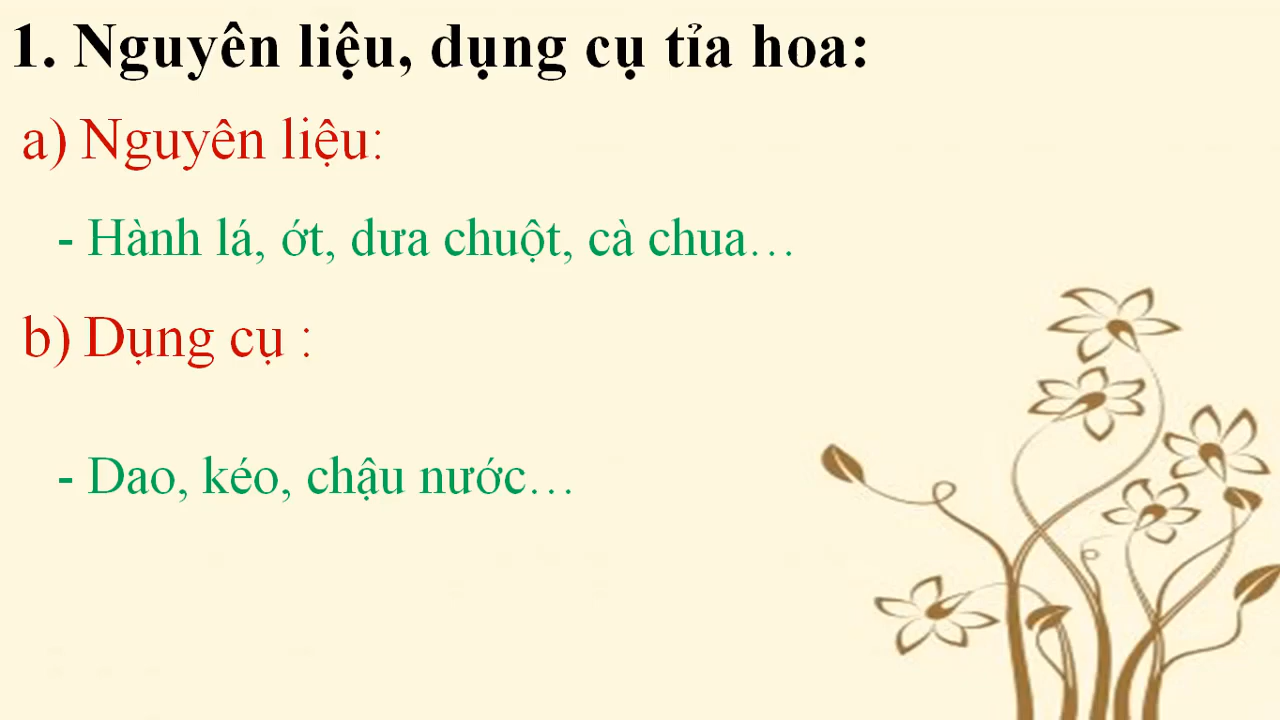 1. Nguyên liệu, dụng cụ tỉa hoa:
a) Nguyên liệu:
- Hành lá, ớt, dưa chuột, cà chua…
b) Dụng cụ :
- Dao, kéo, chậu nước…